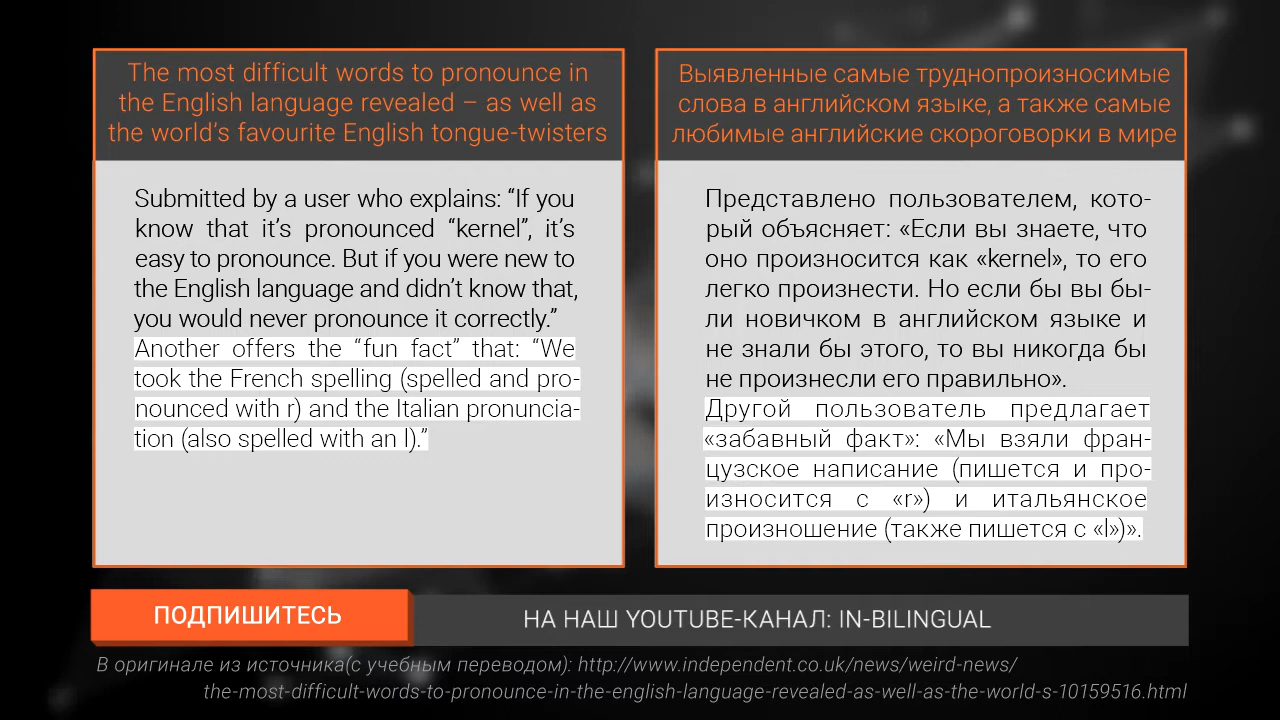 The most difficult words to pronounce in
the English language revealed – as well as
the world's favourite English tongue-twisters
Submitted by a user who explains: “If you
know that it’s pronounced “kernel”, it’s
easy to pronounce. But if you were new to
the English language and didn’t know that,
you would never pronounce it correctly.”
Another offers the “fun fact” that: “We
took the French spelling (spelled and pro-
nounced with r) and the Italian pronuncia-
tion (also spelled with an l).”
Выявленные самые труднопроизносимые
слова в английском языке, а также самые
любимые английские скороговорки в мире
Представлено пользователем, кото-
рый объясняет: «Если вы знаете, что
оно произносится как «kernel», то его
легко произнести. Но если бы вы бы-
ли новичком в английском языке и
не знали бы этого, то вы никогда бы
не произнесли его правильно».
Другой пользователь предлагает
«забавный факт»: «Мы взяли фран-
цузское написание (пишется и про-
износится с «r») и итальянское
произношение (также пишется с «l»)».
ПОДПИШИТЕСЬ
НА НАШ YOUTUBE-КАНАЛ: IN-BILINGUAL
В оригинале из источника(с учебным переводом): http://www.independent.co.uk/news/weird-news/
the-most-difficult-words-to-pronounce-in-the-english-language-revealed-as-well-as-the-world-s-10159516.html